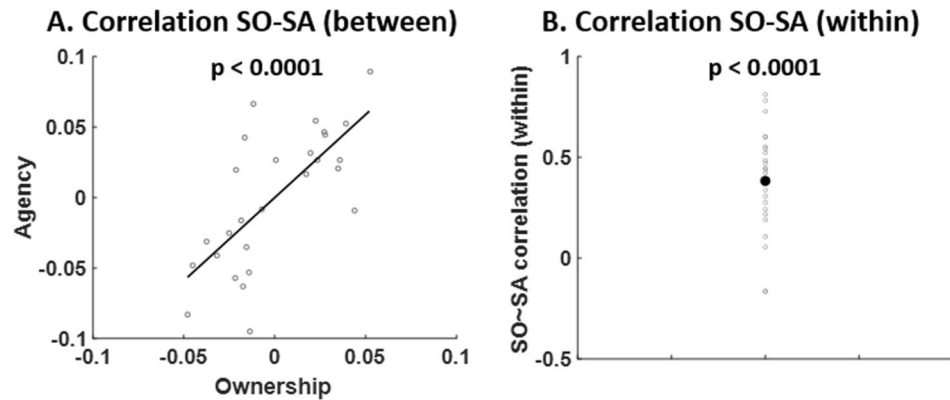 A. Correlation SO-SA (between)
p < 0.0001
0.1
0.05
0
-0.05
-0.1
Agency
-0.1
-0.05
0
0.05
0.1
Ownership
B. Correlation SO-SA (within)
p < 0.0001
1
0.5
0
-0.5
SO~SA correlation (within)